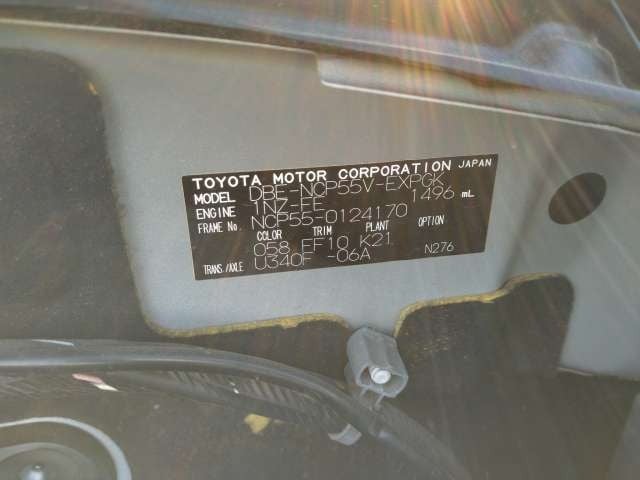 TOYOTA MOTOR CORPORATION JAPAN
MODEL DBE-NCP55V-EXPGK
ENGINE 1NZ-FE 1496 mL
FRAME No. NCP55-0124170
COLOR TRIM PLANT OPTION
058 FF10 K21
TRANS./AXLE U340F -06A N276